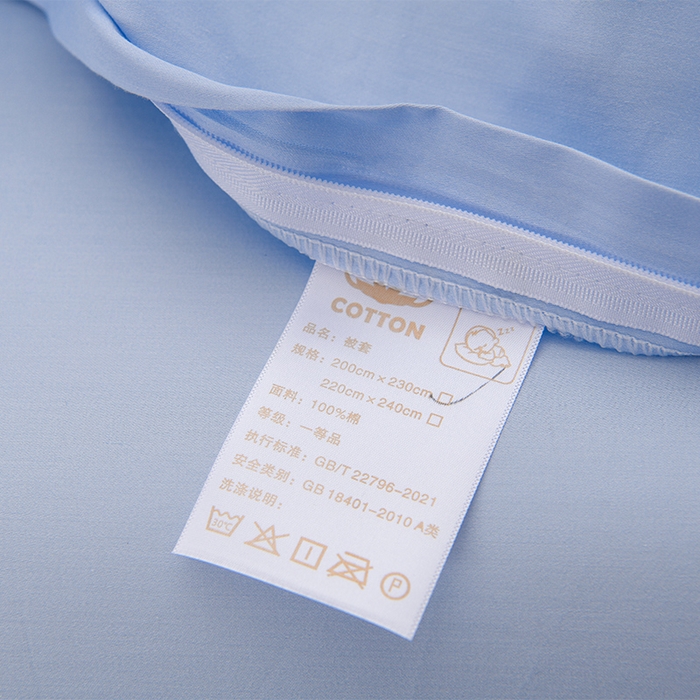 COTTON
zzz
品名：被套
规格：200cm×230cm□
220cm×240cm□
面料：100%棉
等级：一等品
执行标准：GB/T 22796-2021
安全类别：GB 18401-2010 A类
洗涤说明：
30℃
P